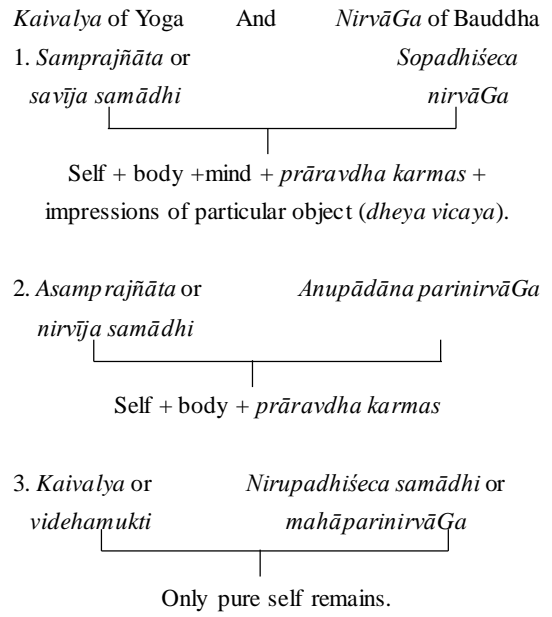 Kaivalya of Yoga And NirvāGa of Bauddha
1. Samprajñāta or Sopadhiśeca
savīja samādhi nirvāGa
Self + body +mind + prāravdha karmas +
impressions of particular object (dheya vicaya).
2. Asamprajñāta or Anupādāna parinirvāGa
nirvīja samādhi
Self + body + prāravdha karmas
3. Kaivalya or Nirupadhiśeca samādhi or
videhamukti mahāparinirvāGa
Only pure self remains.